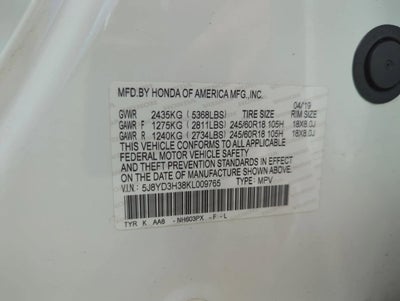 MFD.BY HONDA OF AMERICA MFG.,INC.
04/19
GVWR 2435KG (5368LBS) TIRE SIZE RIM SIZE
GAWR F 1275KG (2811LBS) 245/60R18 105H 18X8.0J
GAWR R 1240KG (2734LBS) 245/60R18 105H 18X8.0J
THIS VEHICLE CONFORMS TO ALL APPLICABLE
FEDERAL MOTOR VEHICLE SAFETY
AND THEFT PREVENTION STANDARDS IN EFFECT ON THE
DATE OF MANUFACTURE SHOWN ABOVE.
V.I.N.: 5J8YD3H38KL009765 TYPE: MPV
TYR K AA6 -NH603PX -F -L